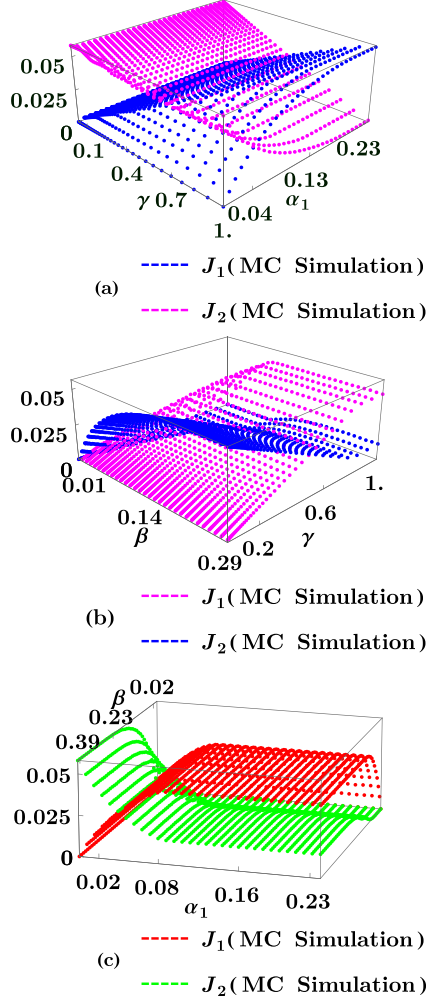 0.05
0.025
0
0.1
0.4
γ 0.7
1.
0.04
0.13
α1
0.23
J1( MC Simulation)
(a)
J2( MC Simulation)
0.05
0.025
0
0.01
0.14
β
0.29
0.2
0.6
γ
1.
J1( MC Simulation)
(b)
J2( MC Simulation)
β 0.02
0.23
0.39
0.05
0.025
0
0.02
0.08
0.16
0.23
α1
J1( MC Simulation)
(c)
J2( MC Simulation)